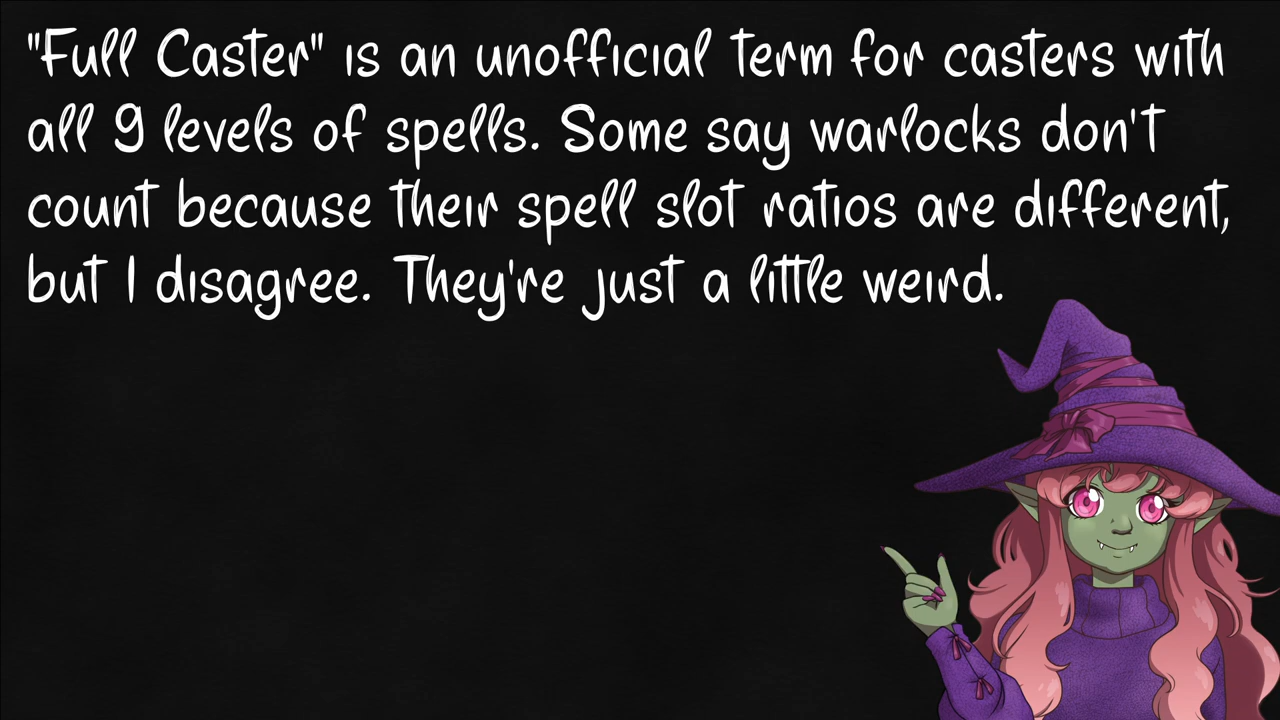 "Full Caster" is an unofficial term for casters with
all 9 levels of spells. Some say warlocks don't
count because their spell slot ratios are different,
but I disagree. They're just a little weird.